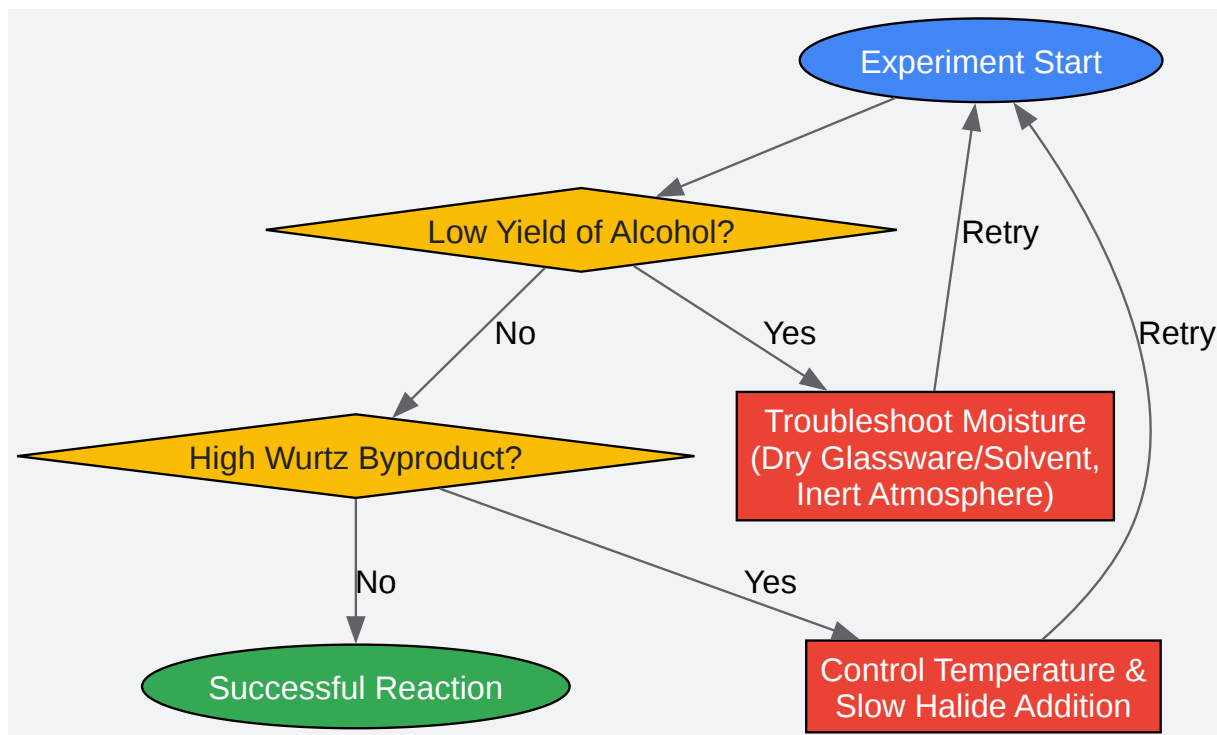 Experiment Start
Low Yield of Alcohol?
Retry
No
Yes
Retry
Troubleshoot Moisture
(Dry Glassware/Solvent,
Inert Atmosphere)
High Wurtz Byproduct?
No
Yes
Successful Reaction
Control Temperature &
Slow Halide Addition